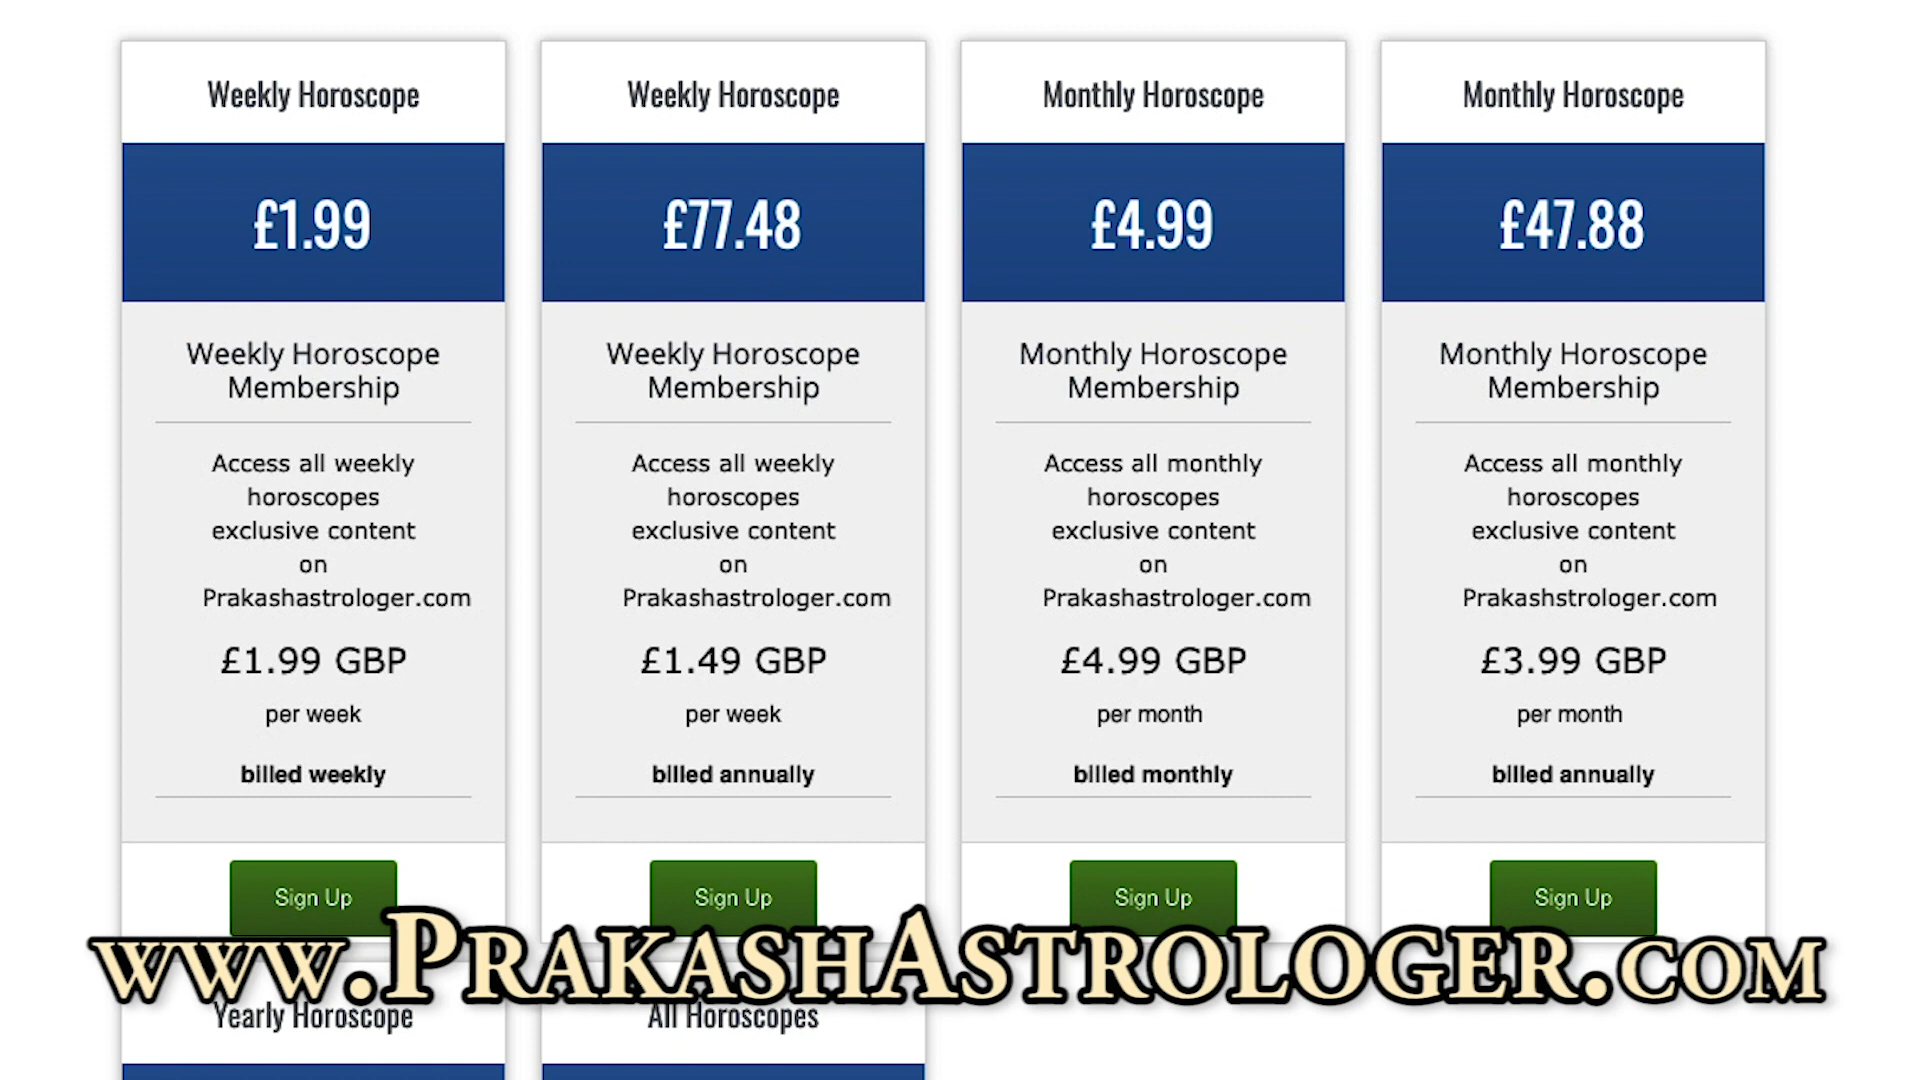 Weekly Horoscope
£1.99
Weekly Horoscope
Membership
Access all weekly
horoscopes
exclusive content
on
Prakashastrologer.com
£1.99 GBP
per week
billed weekly
Sign Up
Weekly Horoscope
£77.48
Weekly Horoscope
Membership
Access all weekly
horoscopes
exclusive content
on
Prakashastrologer.com
£1.49 GBP
per week
billed annually
Sign Up
Monthly Horoscope
£4.99
Monthly Horoscope
Membership
Access all monthly
horoscopes
exclusive content
on
Prakashastrologer.com
£4.99 GBP
per month
billed monthly
Sign Up
Monthly Horoscope
£47.88
Monthly Horoscope
Membership
Access all monthly
horoscopes
exclusive content
on
Prakashstrologer.com
£3.99 GBP
per month
billed annually
Sign Up
www.PrakashAstrologer.com
Yearly Horoscope
All Horoscopes